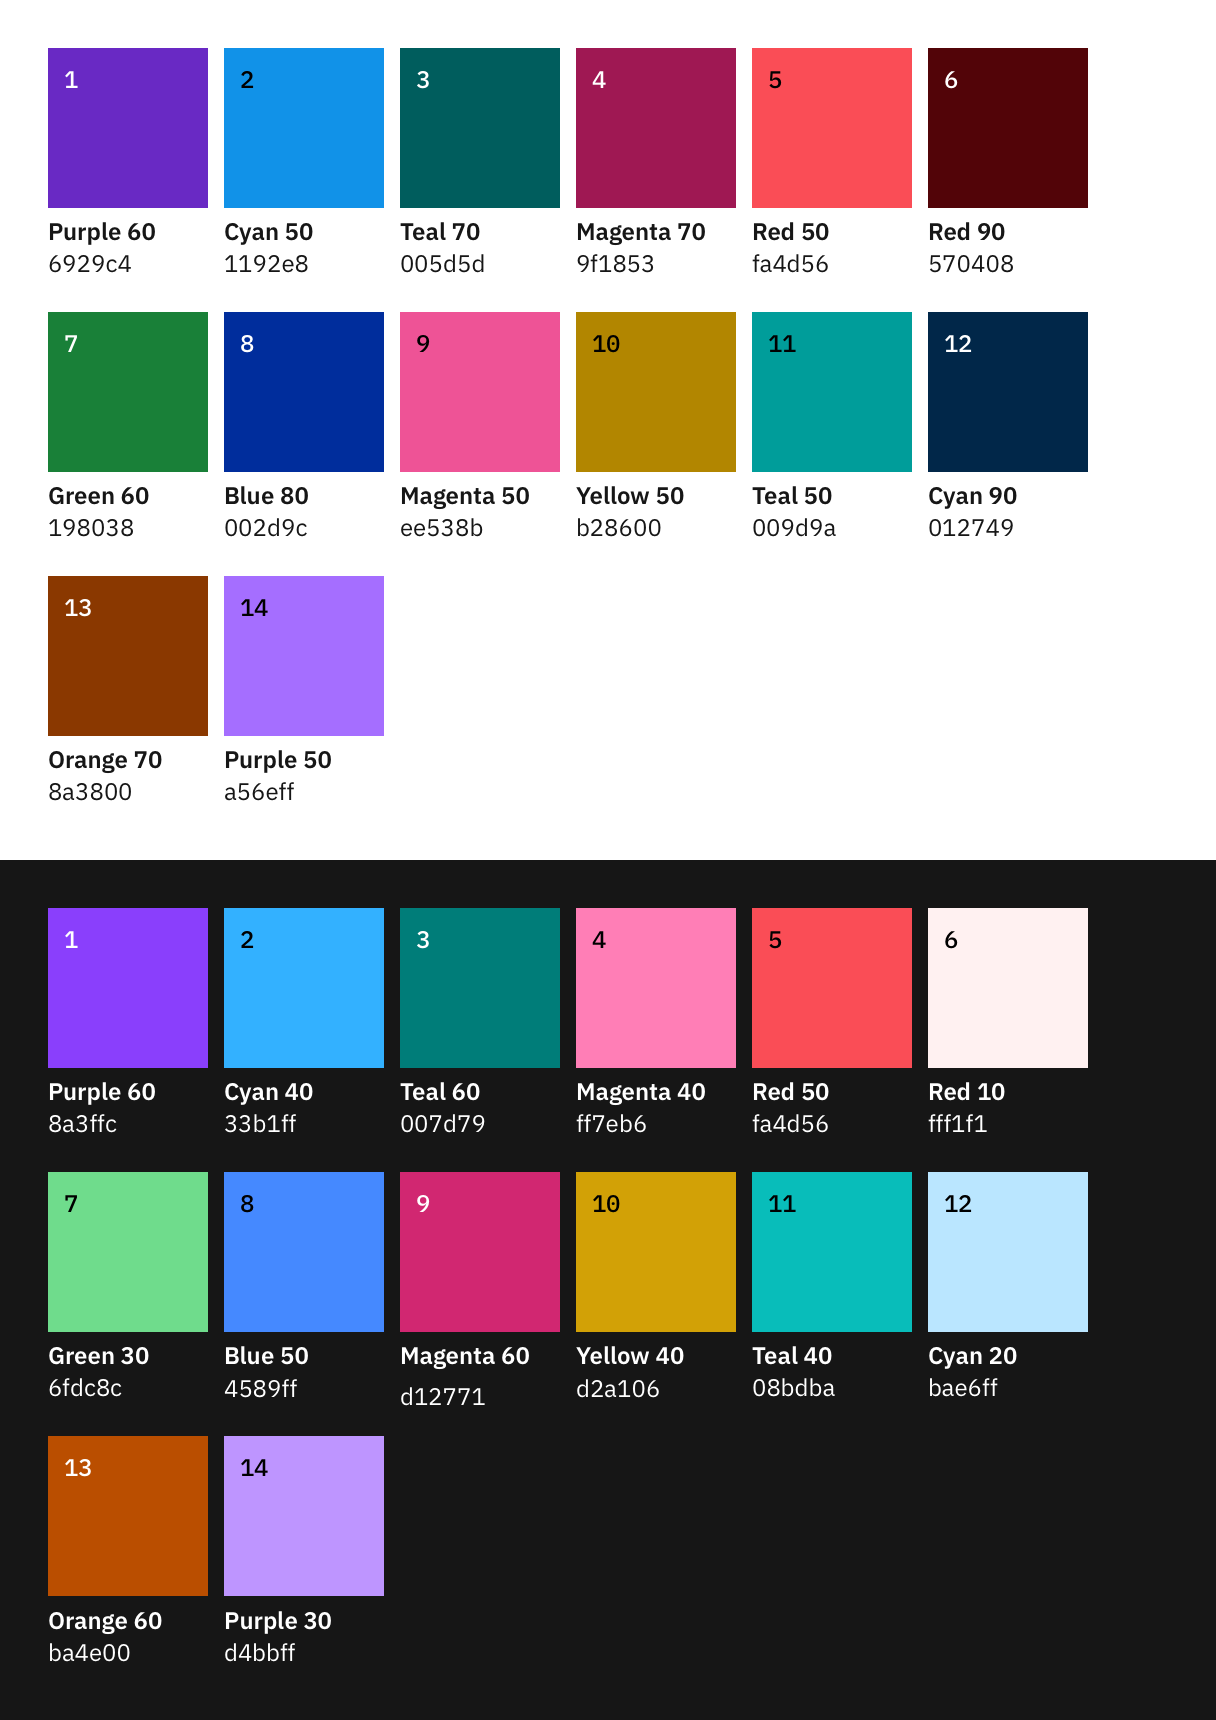 1 2 3 4 5 6
Purple 60 Cyan 50 Teal 70 Magenta 70 Red 50 Red 90
6929c4 1192e8 005d5d 9f1853 fa4d56 570408
7 8 9 10 11 12
Green 60 Blue 80 Magenta 50 Yellow 50 Teal 50 Cyan 90
198038 002d9c ee538b b28600 009d9a 012749
13 14
Orange 70 Purple 50
8a3800 a56eff
1 2 3 4 5 6
Purple 60 Cyan 40 Teal 60 Magenta 40 Red 50 Red 10
8a3ffc 33b1ff 007d79 ff7eb6 fa4d56 fff1f1
7 8 9 10 11 12
Green 30 Blue 50 Magenta 60 Yellow 40 Teal 40 Cyan 20
6fdc8c 4589ff d12771 d2a106 08bdba bae6ff
13 14
Orange 60 Purple 30
ba4e00 d4bbff